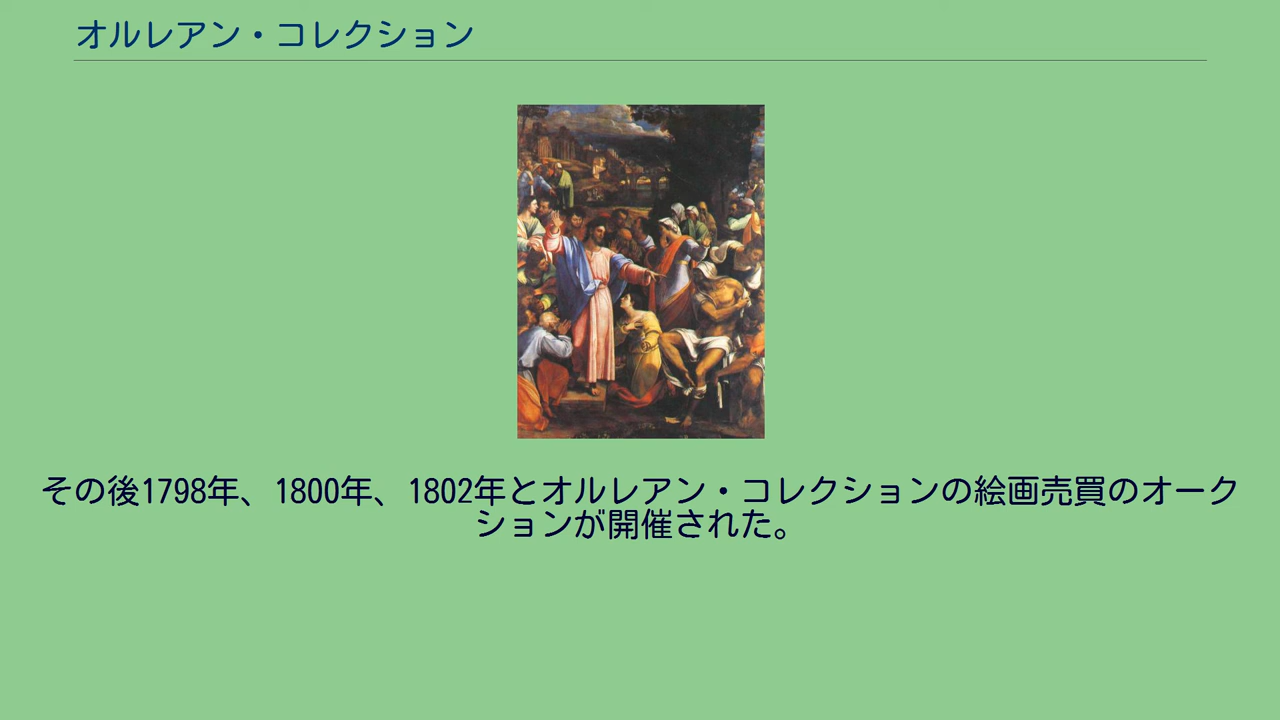 オルレアン・コレクション
その後1798年、1800年、1802年とオルレアン・コレクションの絵画売買のオーク
ションが開催された。